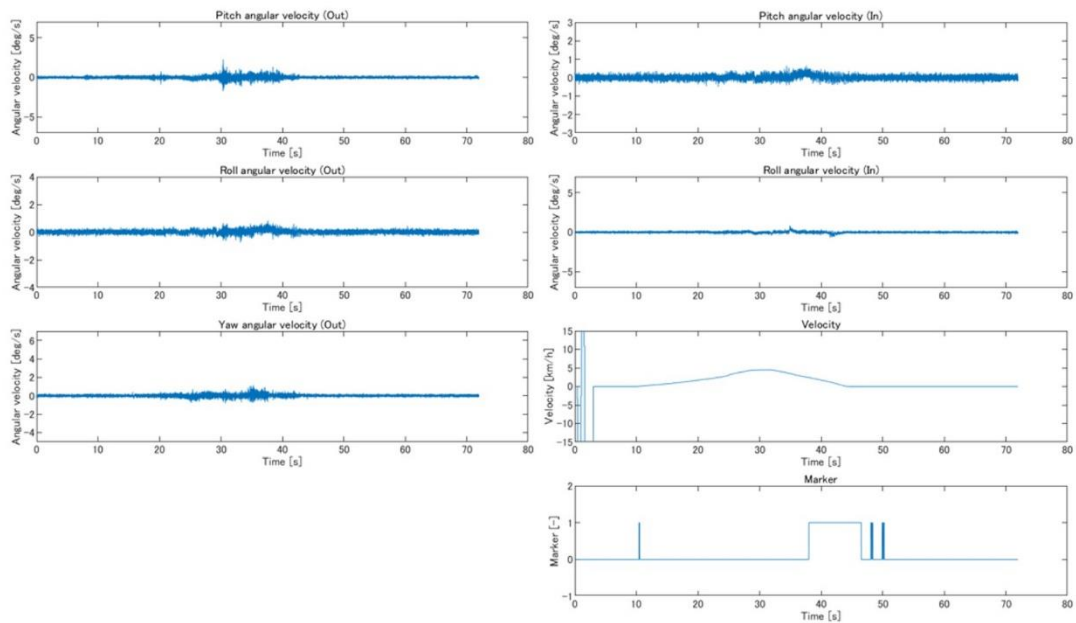 Pitch angular velocity (Out)
Angular velocity [deg/s]
5
0
-5
0 10 20 30 40 50 60 70 80
Time [s]
Pitch angular velocity (In)
Angular velocity [deg/s]
3
2
1
0
-1
-2
-3
0 10 20 30 40 50 60 70 80
Time [s]
Roll angular velocity (Out)
Angular velocity [deg/s]
4
2
0
-2
-4
0 10 20 30 40 50 60 70 80
Time [s]
Roll angular velocity (In)
Angular velocity [deg/s]
5
0
-5
0 10 20 30 40 50 60 70 80
Time [s]
Yaw angular velocity (Out)
Angular velocity [deg/s]
6
4
2
0
-2
-4
0 10 20 30 40 50 60 70 80
Time [s]
Velocity
Velocity [km/h]
15
10
5
0
-5
-10
-15
0 10 20 30 40 50 60 70 80
Time [s]
Marker
Marker [-]
2
1
0
-1
0 10 20 30 40 50 60 70 80
Time [s]